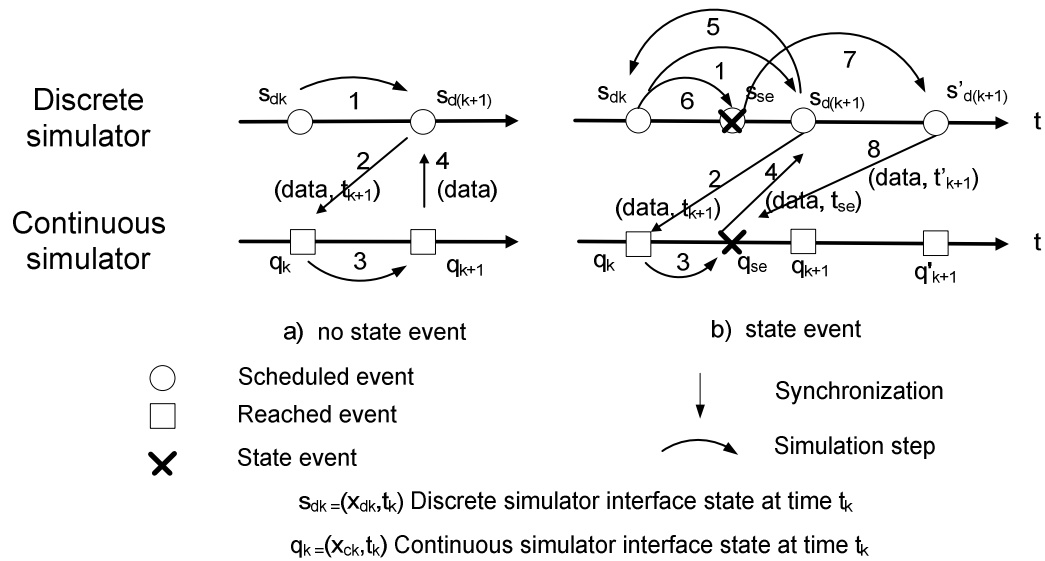 5
7
1
6
s_dk
s_d(k+1)
1
s_dk
s_se
s_d(k+1)
s'_d(k+1)
Discrete
simulator
t
2
4
(data, t_k+1)
(data)
2
4
8
(data, t_k+1)
(data, t_se)
(data, t'_k+1)
Continuous
simulator
t
q_k
3
q_k+1
q_k
3
q_se
q_k+1
q'_k+1
a) no state event
b) state event
Scheduled event
Reached event
State event
Synchronization
Simulation step
s_dk =(x_dk,t_k) Discrete simulator interface state at time t_k
q_k =(x_ck,t_k) Continuous simulator interface state at time t_k